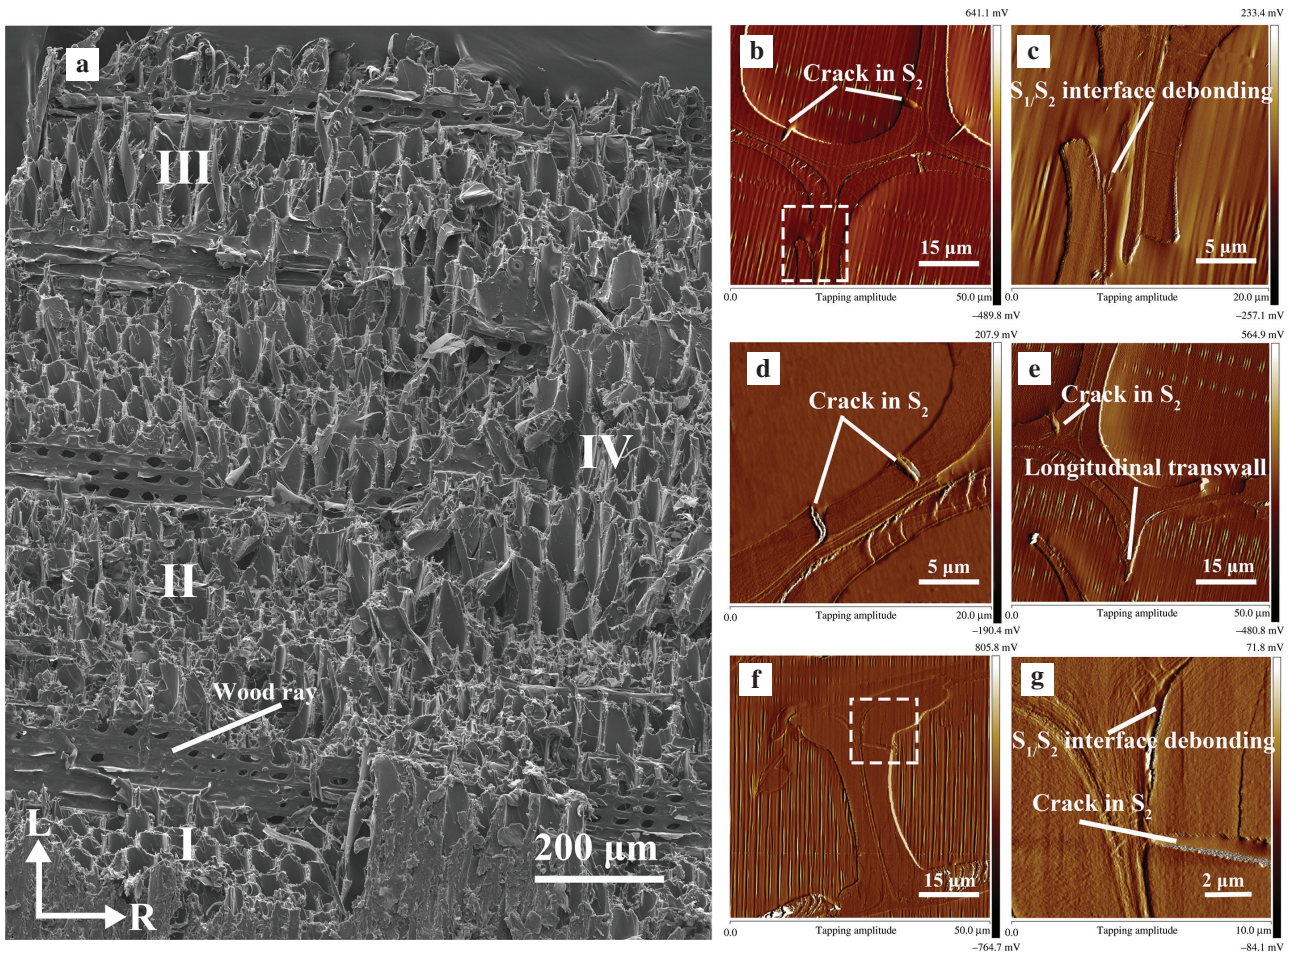 a
III
IV
II
Wood ray
I
L
R
200 μm
641.1 mV
b
Crack in S2
15 μm
0.0 Tapping amplitude 50.0 μm
−489.8 mV
233.4 mV
c
S1/S2 interface debonding
5 μm
Tapping amplitude 20.0 μm
−257.1 mV
207.9 mV
d
Crack in S2
5 μm
0.0 Tapping amplitude 20.0 μm
−190.4 mV
564.9 mV
e
Crack in S2
Longitudinal transwall
15 μm
0.0 Tapping amplitude 50.0 μm
−480.8 mV
805.8 mV
f
15 μm
0.0 Tapping amplitude 50.0 μm
−764.7 mV
71.8 mV
g
S1/S2 interface debonding
Crack in S2
2 μm
0.0 Tapping amplitude 10.0 μm
−84.1 mV